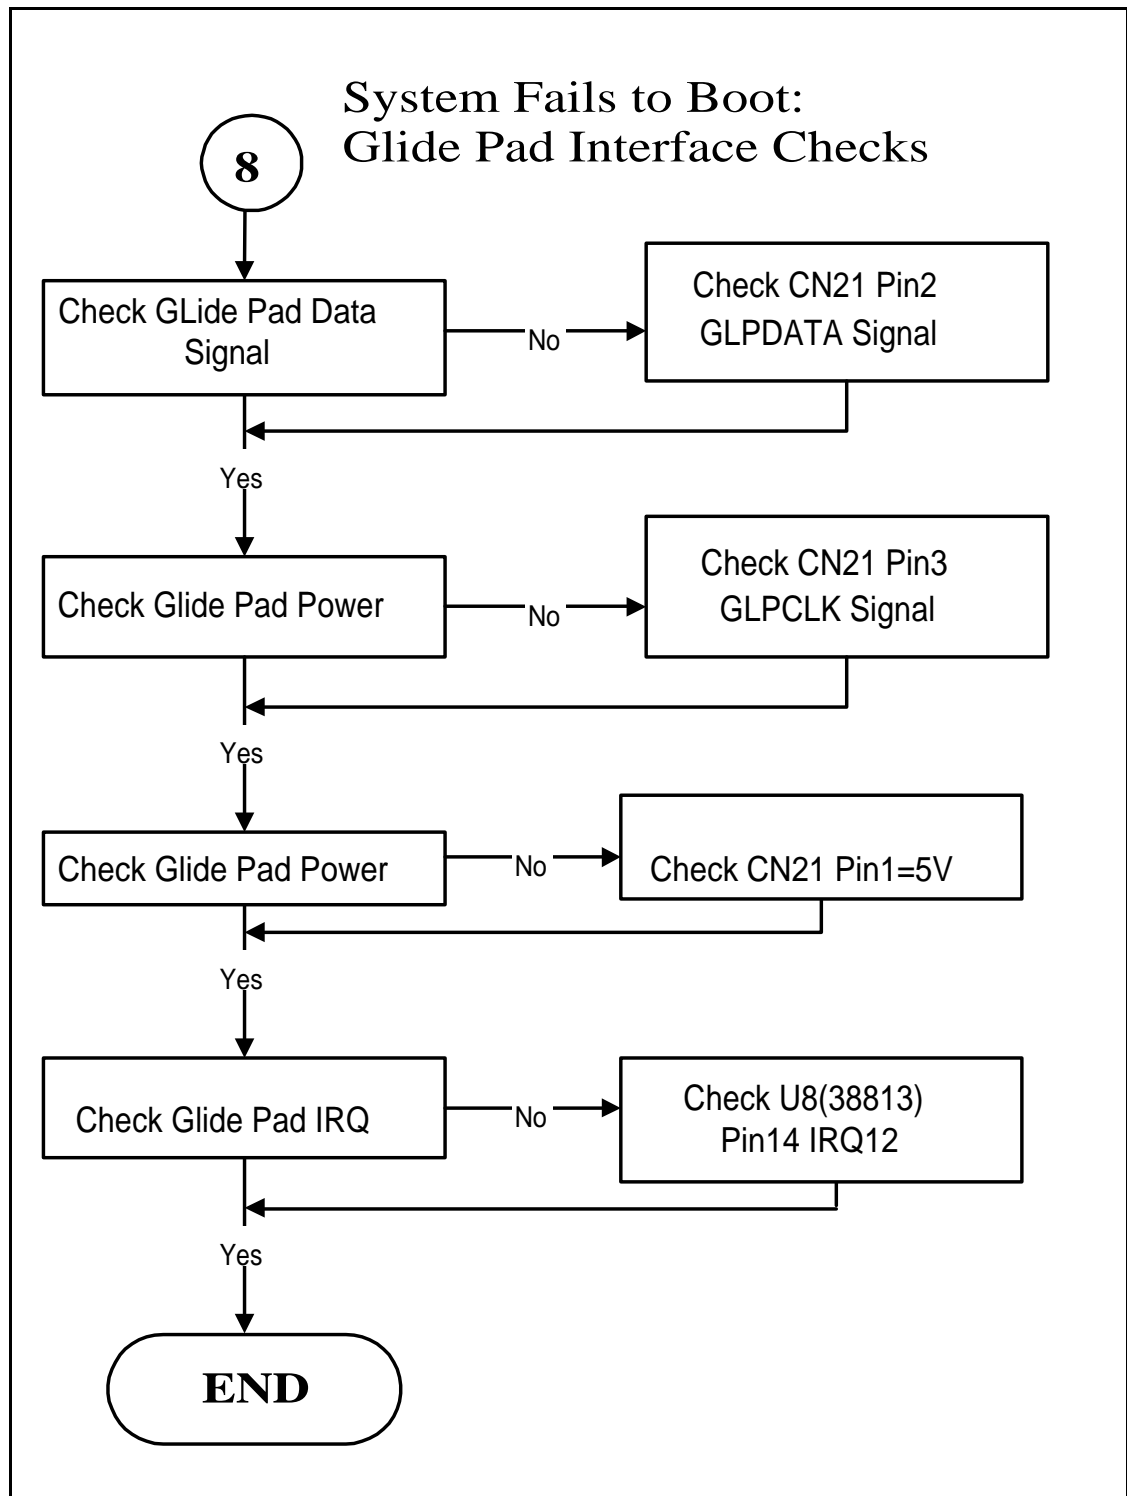 System Fails to Boot:
Glide Pad Interface Checks
8
Check GLide Pad Data
Signal
No
Check CN21 Pin2
GLPDATA Signal
Yes
Check Glide Pad Power
No
Check CN21 Pin3
GLPCLK Signal
Yes
Check Glide Pad Power
No
Check CN21 Pin1=5V
Yes
Check Glide Pad IRQ
No
Check U8(38813)
Pin14 IRQ12
Yes
END